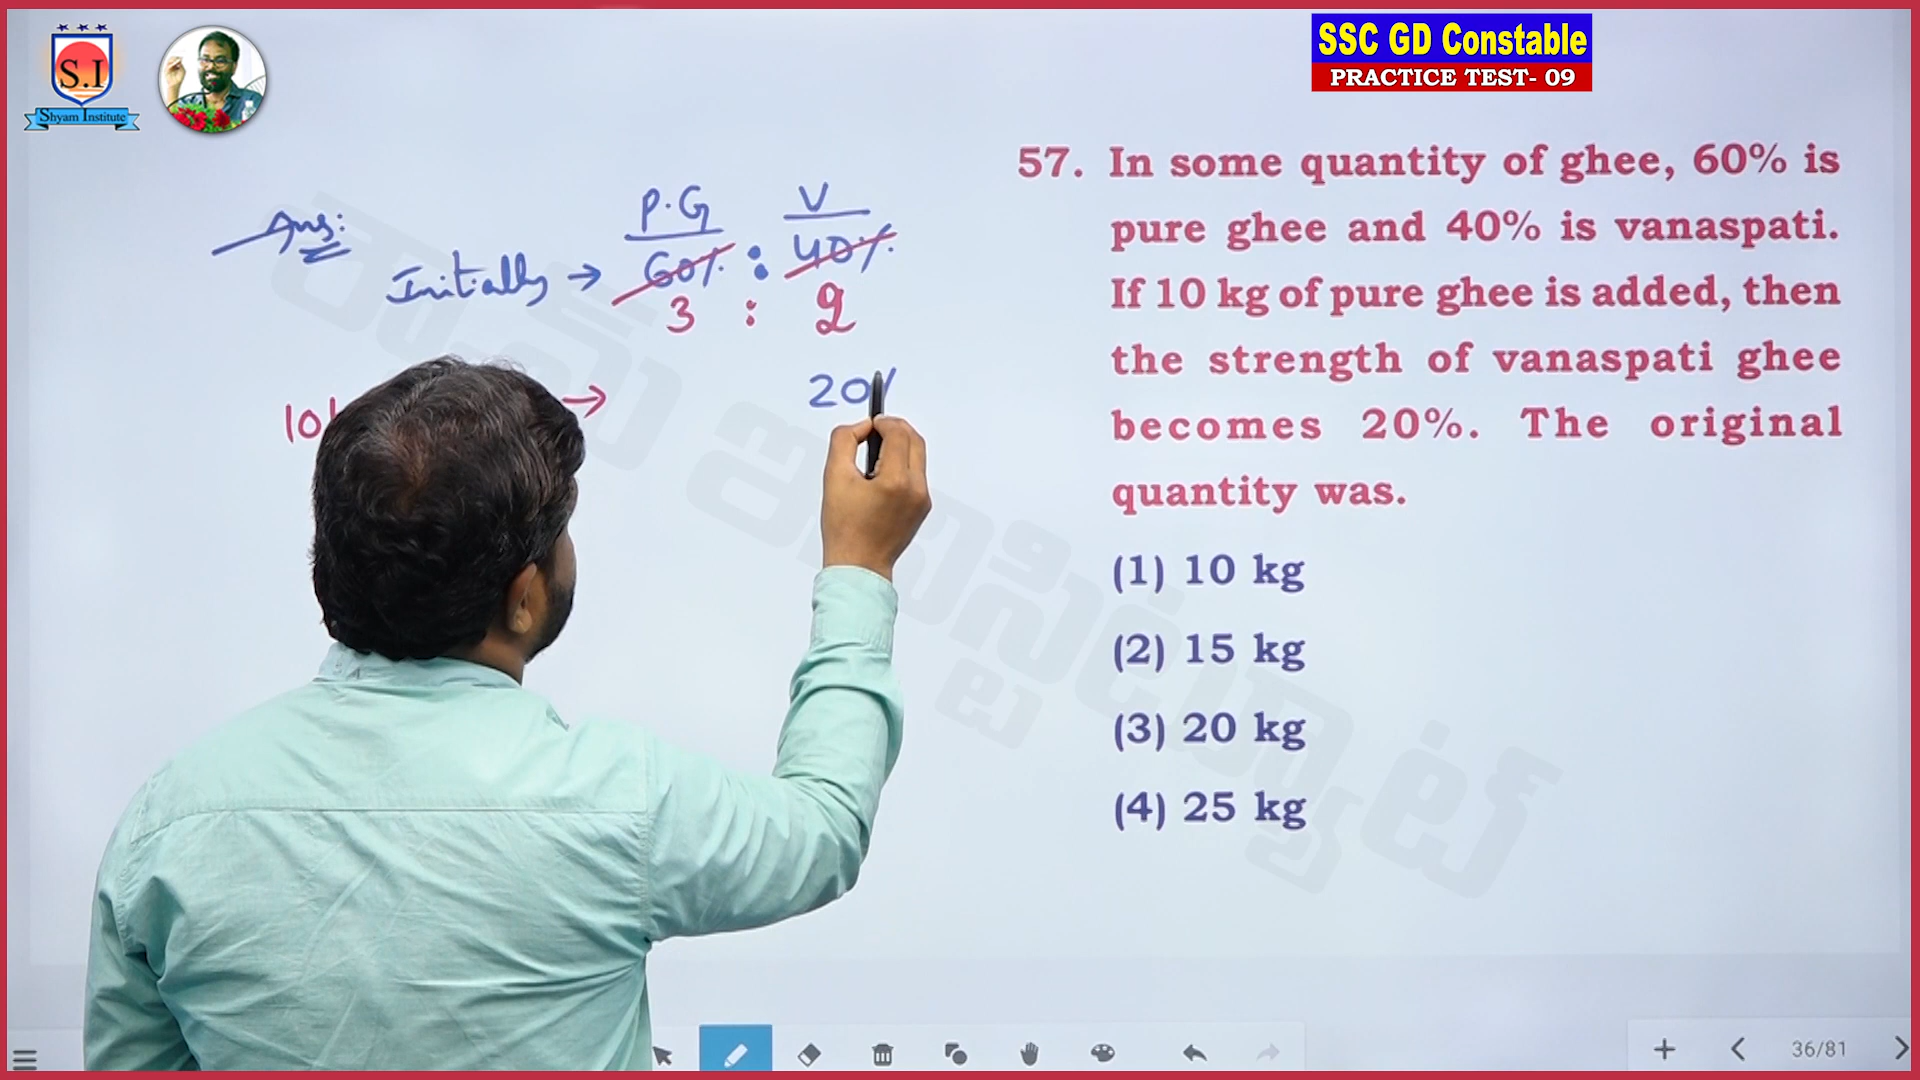 S.I
Shyam Institute
SSC GD Constable
PRACTICE TEST- 09
Ans:
P.G V
Initially → 60% : 40%
3 : 2
10 → 20%
57. In some quantity of ghee, 60% is
pure ghee and 40% is vanaspati.
If 10 kg of pure ghee is added, then
the strength of vanaspati ghee
becomes 20%. The original
quantity was.
(1) 10 kg
(2) 15 kg
(3) 20 kg
(4) 25 kg
36/81